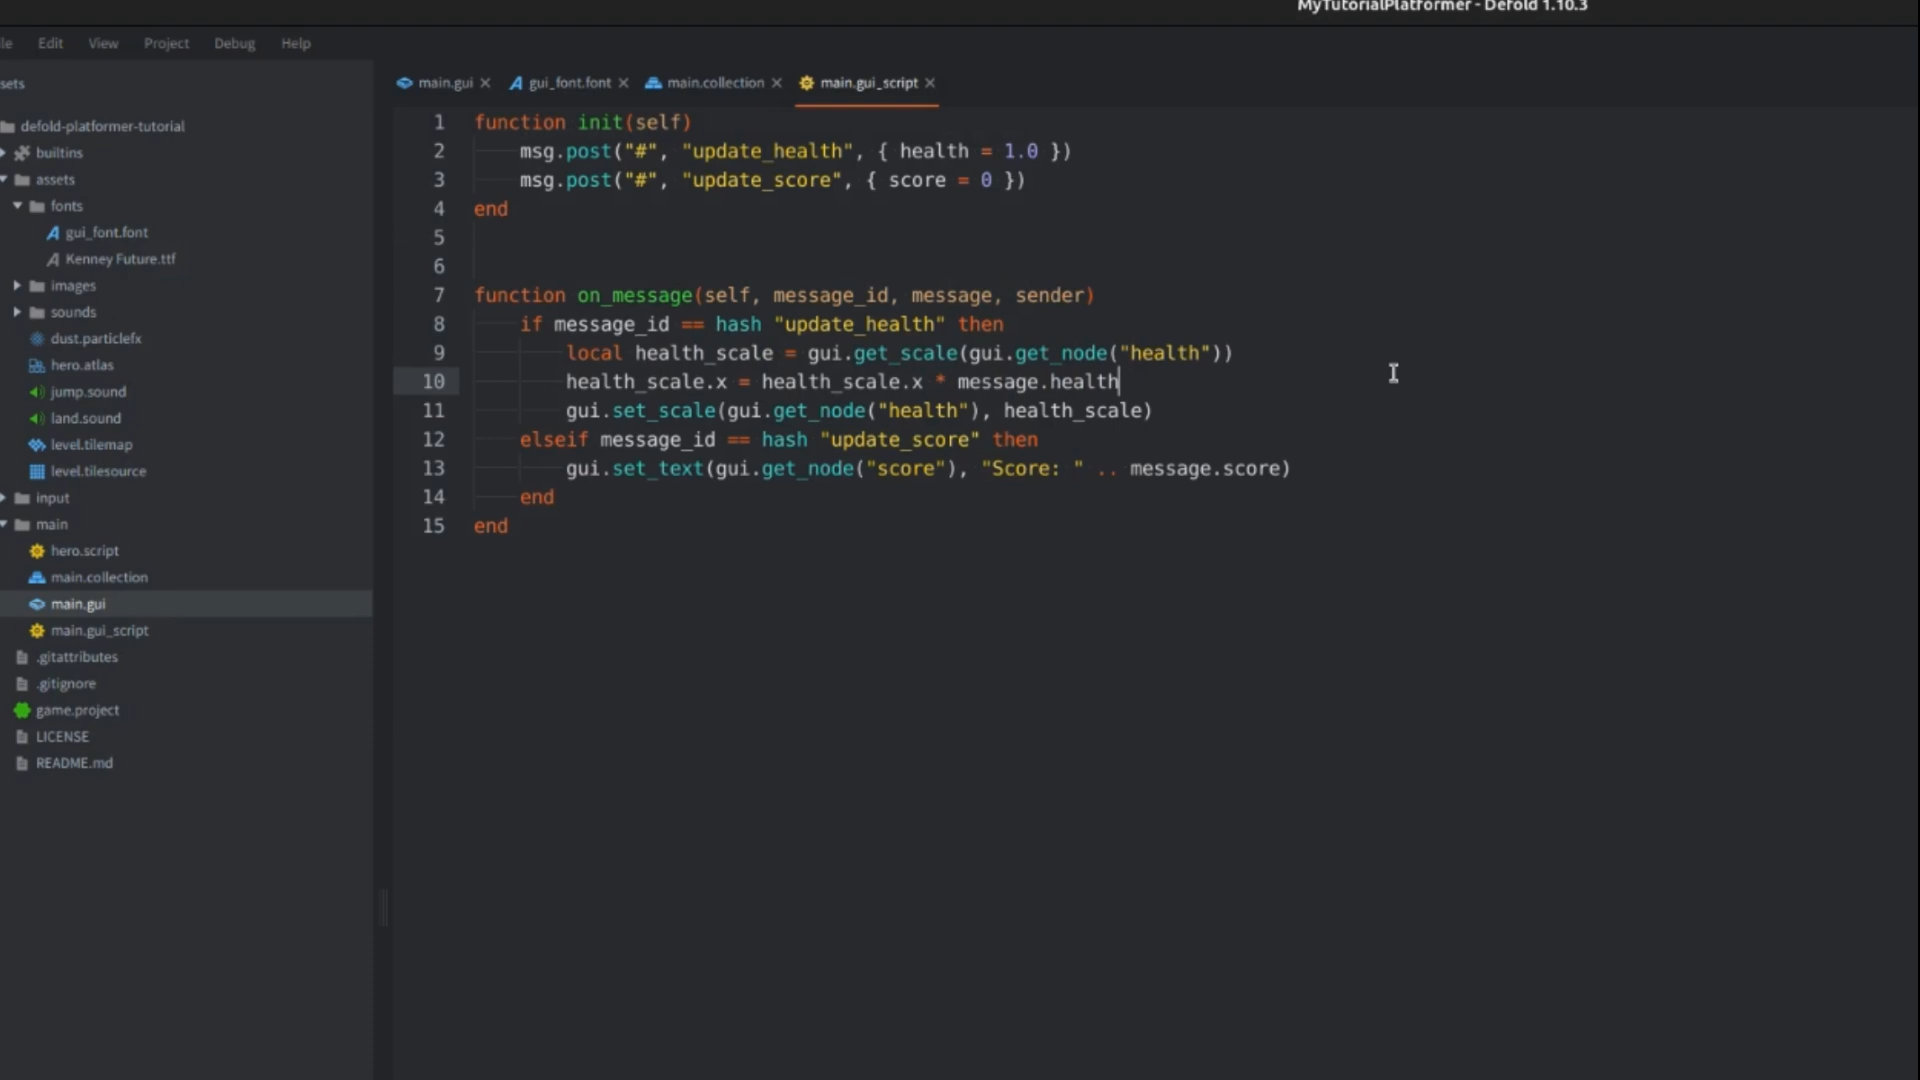 MyTutorialPlatformer - Defold 1.10.3
le Edit View Project Debug Help
sets
defold-platformer-tutorial
builtins
assets
fonts
gui_font.font
Kenney Future.ttf
images
sounds
dust.particlefx
hero.atlas
jump.sound
land.sound
level.tilemap
level.tilesource
input
main
hero.script
main.collection
main.gui
main.gui_script
.gitattributes
.gitignore
game.project
LICENSE
README.md
main.gui gui_font.font main.collection main.gui_script
1 function init(self)
2 msg.post("#", "update_health", { health = 1.0 })
3 msg.post("#", "update_score", { score = 0 })
4 end
5
6
7 function on_message(self, message_id, message, sender)
8 if message_id == hash "update_health" then
9 local health_scale = gui.get_scale(gui.get_node("health"))
10 health_scale.x = health_scale.x * message.health
11 gui.set_scale(gui.get_node("health"), health_scale)
12 elseif message_id == hash "update_score" then
13 gui.set_text(gui.get_node("score"), "Score: " .. message.score)
14 end
15 end